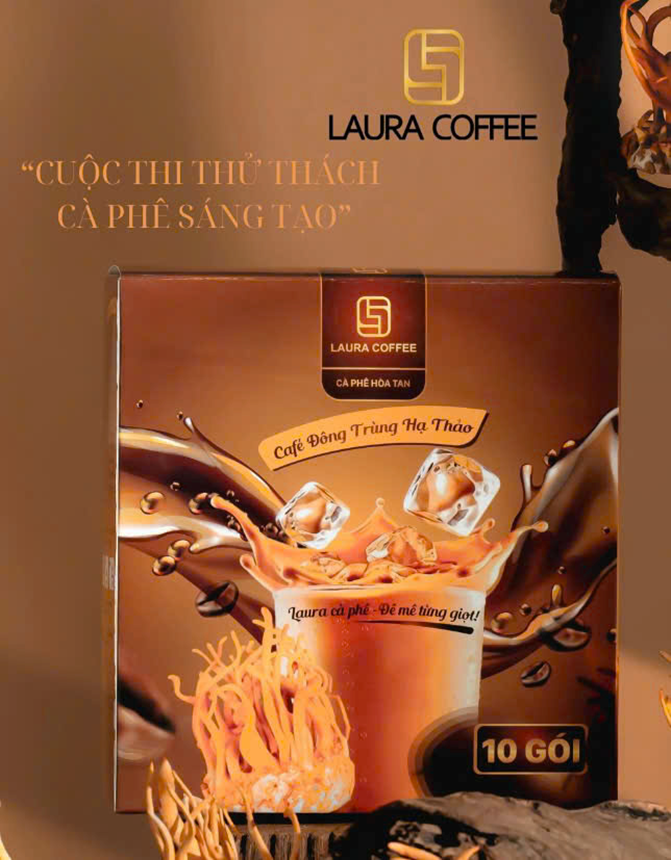 LAURA COFFEE
“CUỘC THI THỬ THÁCH
CÀ PHÊ SÁNG TẠO”
LAURA COFFEE
CÀ PHÊ HÒA TAN
Café Đông Trùng Hạ Thảo
Laura cà phê - Đê mê từng giọt!
10 GÓI